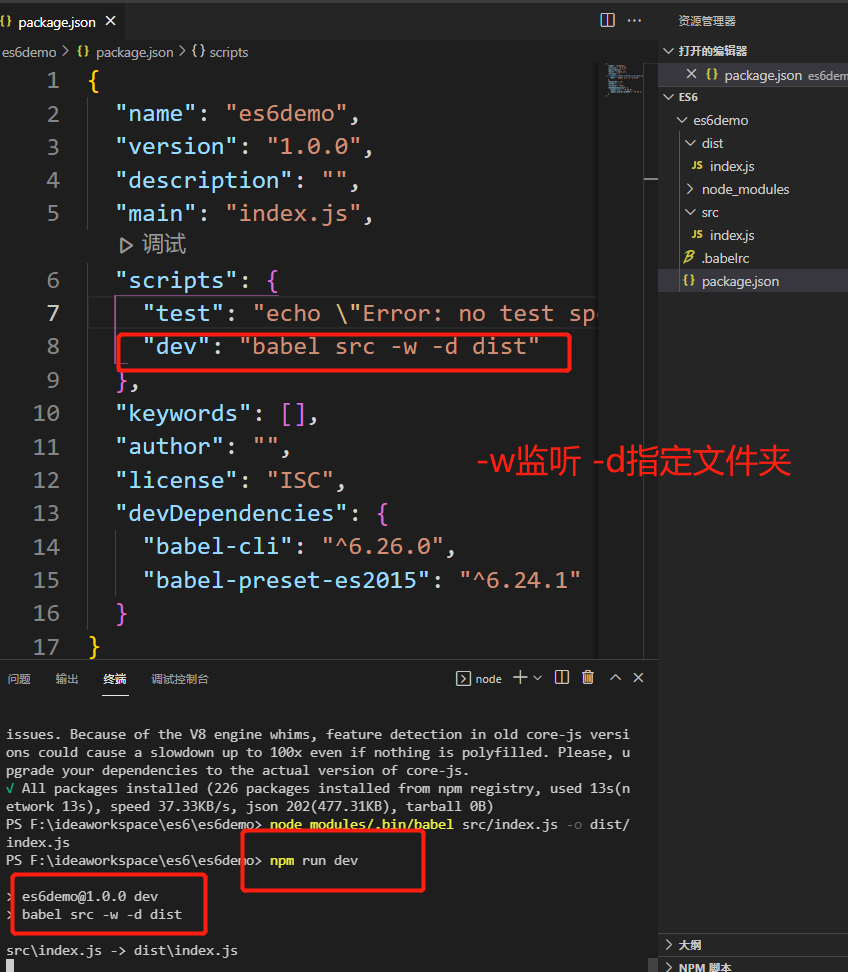 package.json
资源管理器
es6demo > package.json > {} scripts
打开的编辑器
package.json es6dem
ES6
es6demo
dist
JS index.js
node_modules
src
JS index.js
.babelrc
{} package.json
1 {
2 "name": "es6demo",
3 "version": "1.0.0",
4 "description": "",
5 "main": "index.js",
调试
6 "scripts": {
7 "test": "echo \"Error: no test sp
8 "dev": "babel src -w -d dist"
9 },
10 "keywords": [],
11 "author": "",
12 "license": "ISC",
13 "devDependencies": {
14 "babel-cli": "^6.26.0",
15 "babel-preset-es2015": "^6.24.1"
16 }
17 }
-w监听 -d指定文件夹
问题 输出 终端 调试控制台 node
issues. Because of the V8 engine whims, feature detection in old core-js versi
ons could cause a slowdown up to 100x even if nothing is polyfilled. Please, u
pgrade your dependencies to the actual version of core-js.
√ All packages installed (226 packages installed from npm registry, used 13s(n
etwork 13s), speed 37.33KB/s, json 202(477.31KB), tarball 0B)
PS F:\ideaworkspace\es6\es6demo> node_modules/.bin/babel src/index.js -o dist/
index.js
PS F:\ideaworkspace\es6\es6demo> npm run dev
> es6demo@1.0.0 dev
> babel src -w -d dist
src\index.js -> dist\index.js
大纲
NPM 脚本